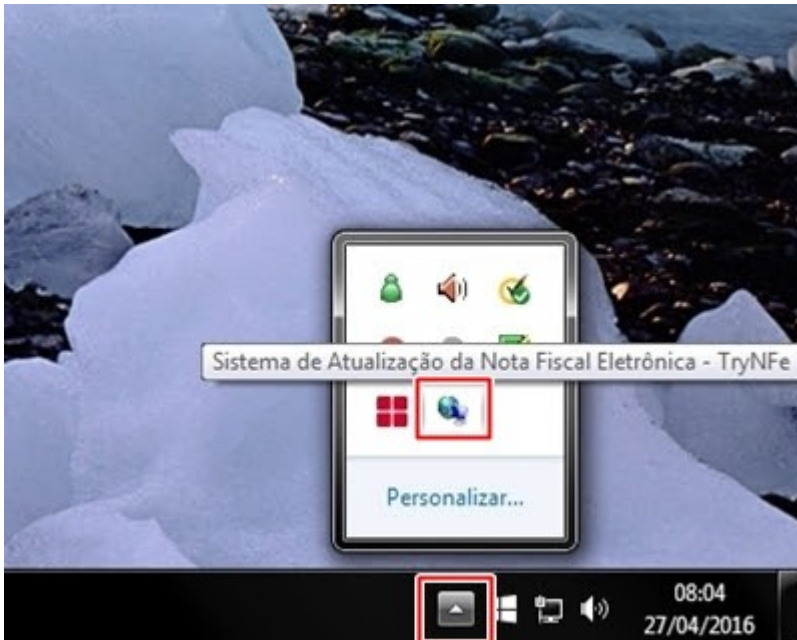 Sistema de Atualização da Nota Fiscal Eletrônica - TryNFe
Personalizar...
08:04
27/04/2016